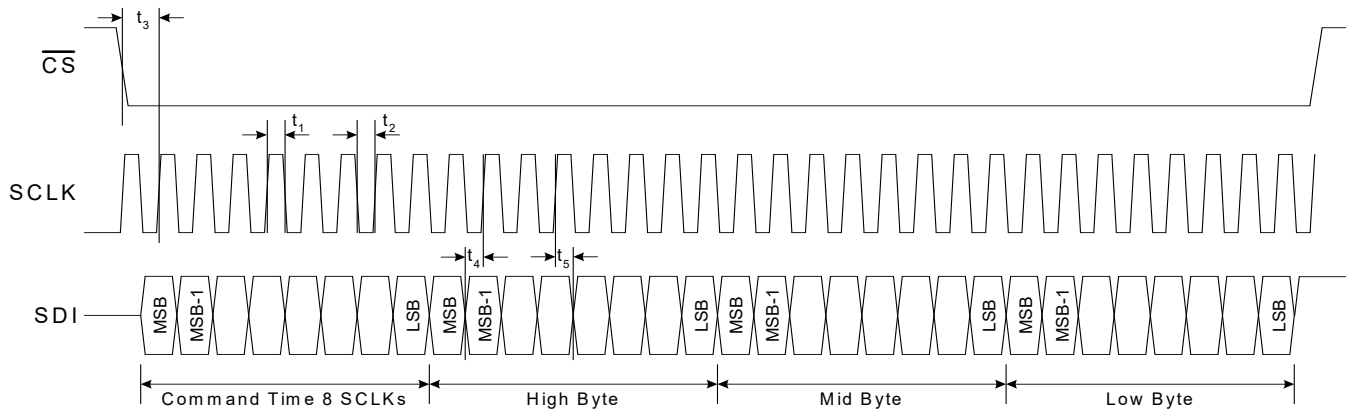 t3
CS
t1
t2
SCLK
t4
t5
SDI
MSB
MSB-1
LSB
MSB
MSB-1
LSB
MSB
MSB-1
LSB
MSB
MSB-1
LSB
Command Time 8 SCLKs
High Byte
Mid Byte
Low Byte